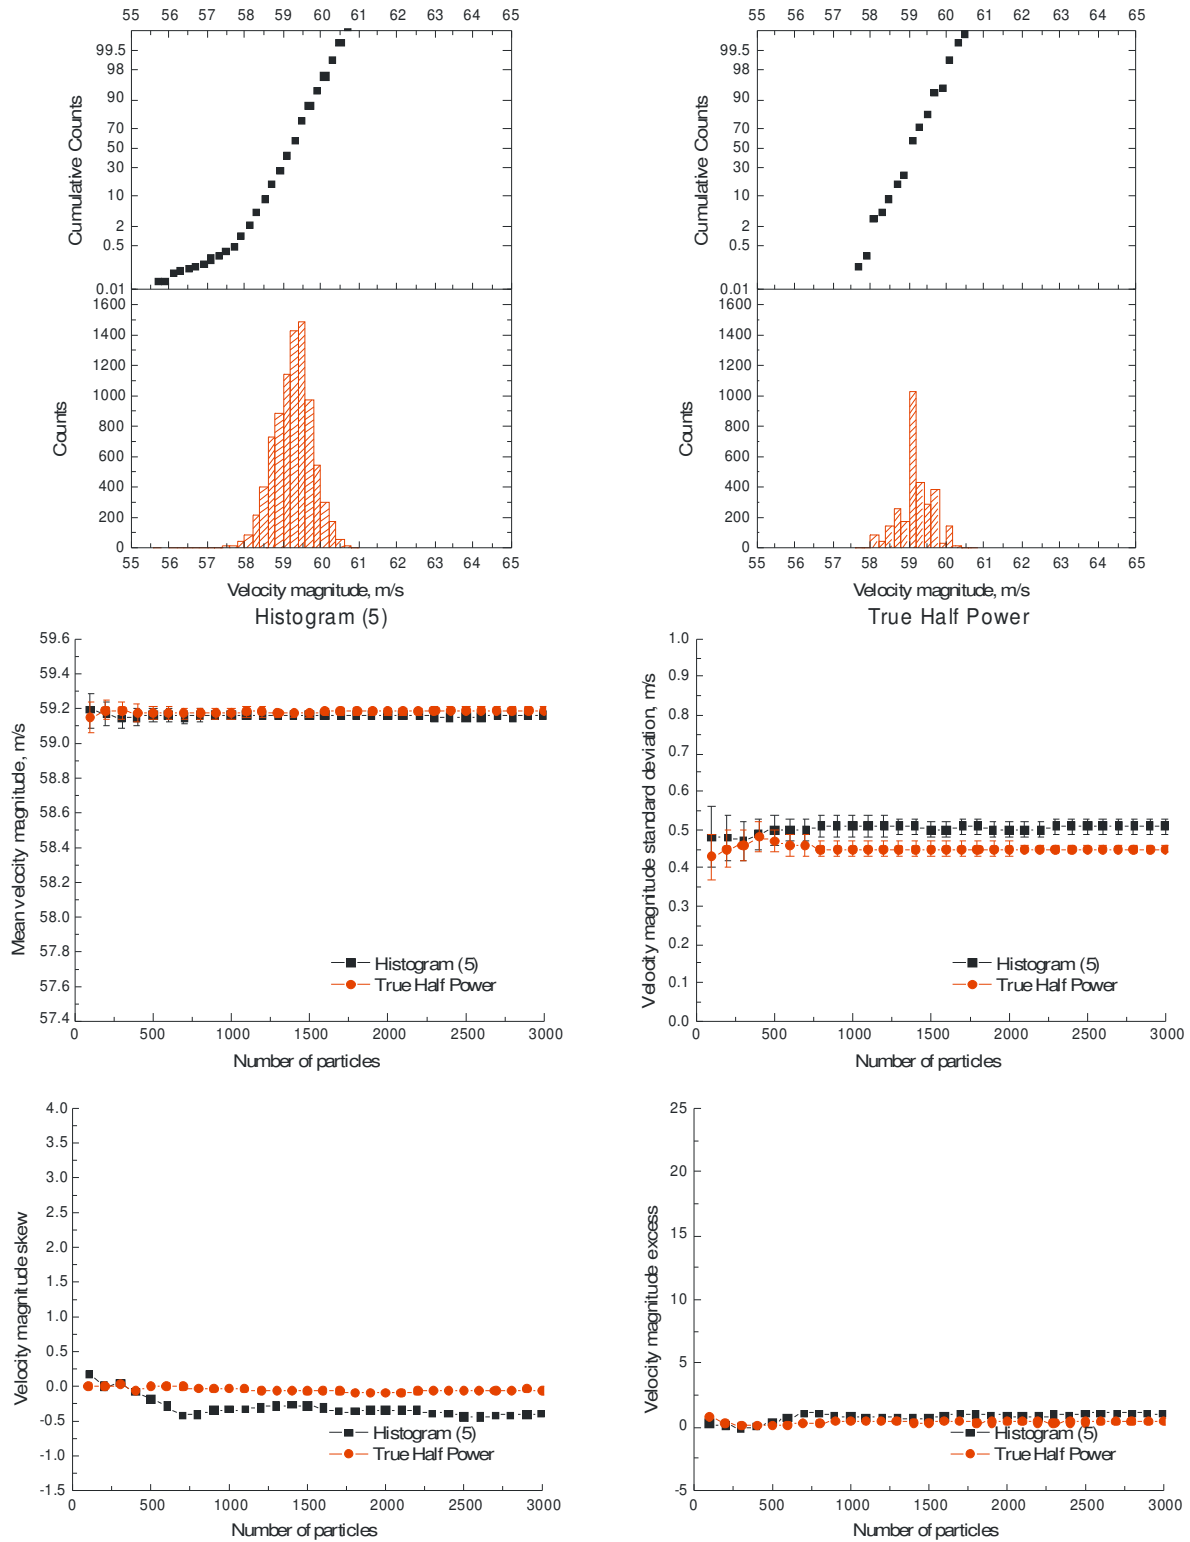 55 56 57 58 59 60 61 62 63 64 65
99.5
98
90
70
50
30
10
2
0.5
0.01
Cumulative Counts
1600
1400
1200
1000
800
600
400
200
0
Counts
55 56 57 58 59 60 61 62 63 64 65
Velocity magnitude, m/s
Histogram (5)
55 56 57 58 59 60 61 62 63 64 65
99.5
98
90
70
50
30
10
2
0.5
0.01
Cumulative Counts
1600
1400
1200
1000
800
600
400
200
0
Counts
55 56 57 58 59 60 61 62 63 64 65
Velocity magnitude, m/s
True Half Power
59.6
59.4
59.2
59.0
58.8
58.6
58.4
58.2
58.0
57.8
57.6
57.4
Mean velocity magnitude, m/s
Histogram (5)
True Half Power
0 500 1000 1500 2000 2500 3000
Number of particles
1.0
0.9
0.8
0.7
0.6
0.5
0.4
0.3
0.2
0.1
0.0
Velocity magnitude standard deviation, m/s
Histogram (5)
True Half Power
0 500 1000 1500 2000 2500 3000
Number of particles
4.0
3.5
3.0
2.5
2.0
1.5
1.0
0.5
0.0
-0.5
-1.0
-1.5
Velocity magnitude skew
Histogram (5)
True Half Power
0 500 1000 1500 2000 2500 3000
Number of particles
25
20
15
10
5
0
-5
Velocity magnitude excess
Histogram (5)
True Half Power
0 500 1000 1500 2000 2500 3000
Number of particles